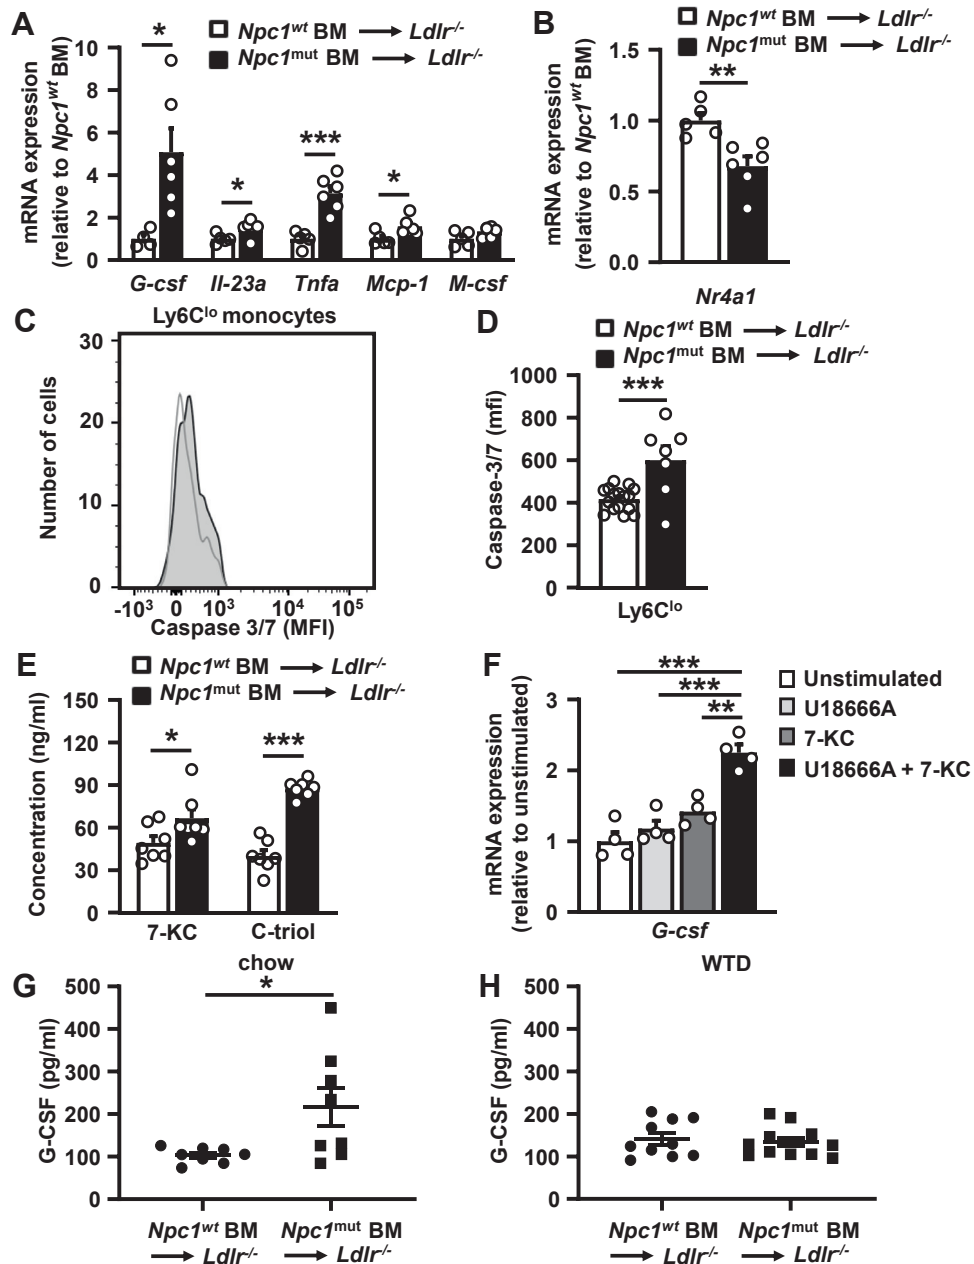 A
Npc1wt BM → Ldlr-/-
Npc1mut BM → Ldlr-/-
mRNA expression
(relative to Npc1wt BM)
10
8
6
4
2
0
*
*
***
*
G-csf Il-23a Tnfa Mcp-1 M-csf
B
Npc1wt BM → Ldlr-/-
Npc1mut BM → Ldlr-/-
mRNA expression
(relative to Npc1wt BM)
1.5
1.0
0.5
0.0
**
Nr4a1
C
Ly6Clo monocytes
Number of cells
30
20
10
0
-103 0 103 104 105
Caspase 3/7 (MFI)
D
Npc1wt BM → Ldlr-/-
Npc1mut BM → Ldlr-/-
Caspase-3/7 (mfi)
1000
800
600
400
200
0
***
Ly6Clo
E
Npc1wt BM → Ldlr-/-
Npc1mut BM → Ldlr-/-
Concentration (ng/ml)
150
120
90
60
30
0
*
***
7-KC C-triol
F
mRNA expression
(relative to unstimulated)
3
2
1
0
***
***
**
G-csf
Unstimulated
U18666A
7-KC
U18666A + 7-KC
G
chow
G-CSF (pg/ml)
500
400
300
200
100
0
*
Npc1wt BM Npc1mut BM
→ Ldlr-/- → Ldlr-/-
H
WTD
G-CSF (pg/ml)
500
400
300
200
100
0
Npc1wt BM Npc1mut BM
→ Ldlr-/- → Ldlr-/-